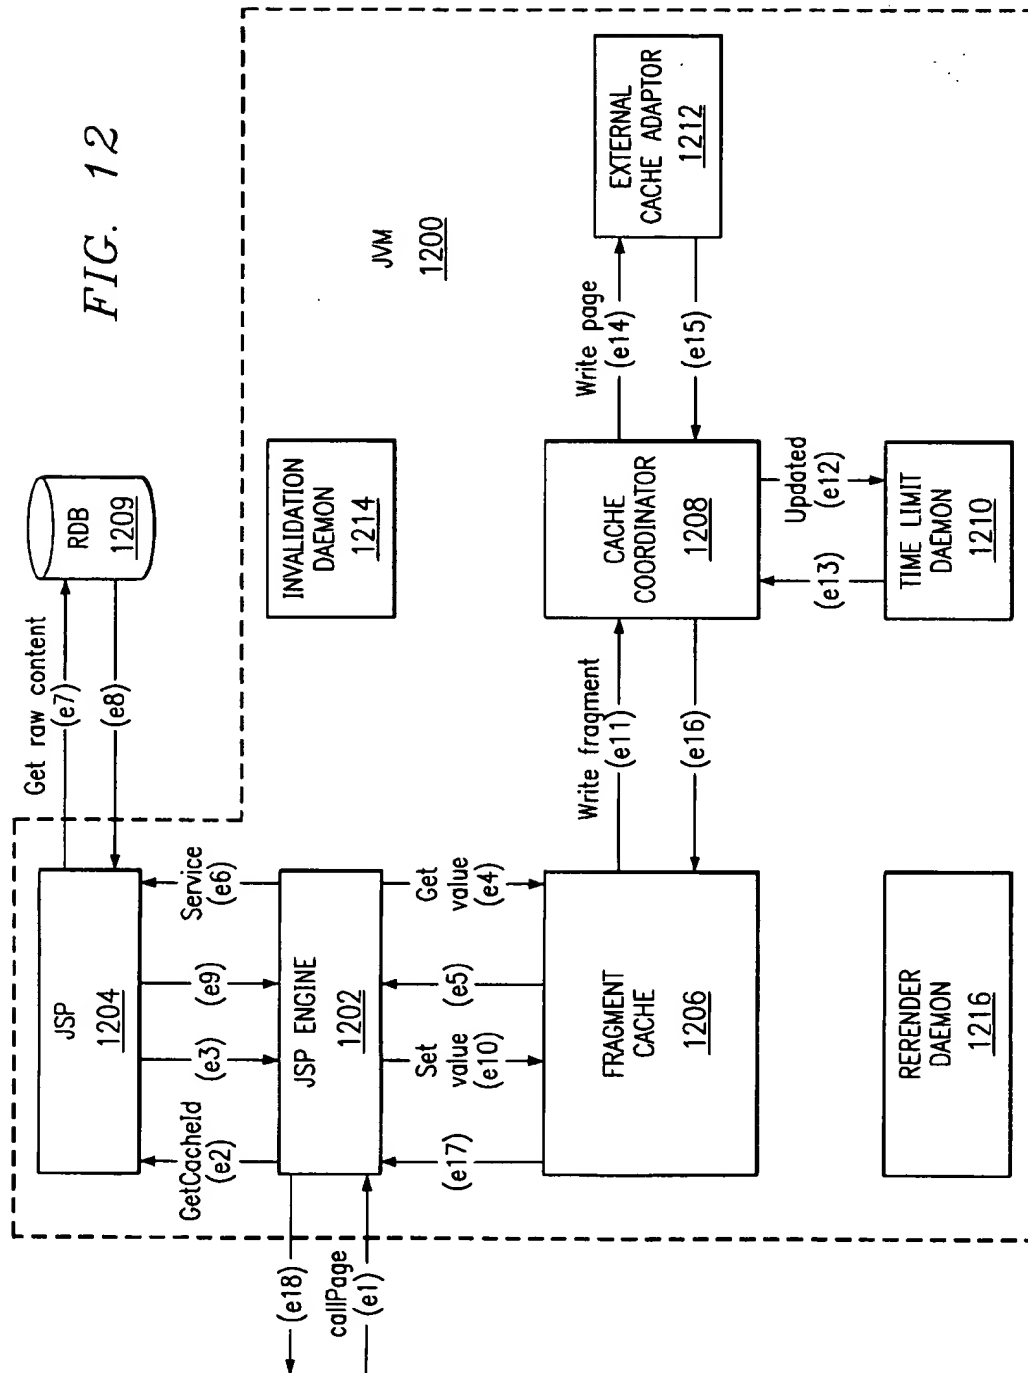 FIG. 12
Get raw content
(e7)
(e8)
RDB
1209
JSP
1204
GetCacheId
(e2)
(e3)
(e9)
Service
(e6)
INVALIDATION
DAEMON
1214
JVM
1200
(e18)
callPage
(e1)
JSP ENGINE
1202
(e17)
Set
value
(e10)
(e5)
Get
value
(e4)
FRAGMENT
CACHE
1206
Write fragment
(e11)
(e16)
CACHE
COORDINATOR
1208
Write page
(e14)
(e15)
EXTERNAL
CACHE ADAPTOR
1212
(e13)
Updated
(e12)
RERENDER
DAEMON
1216
TIME LIMIT
DAEMON
1210